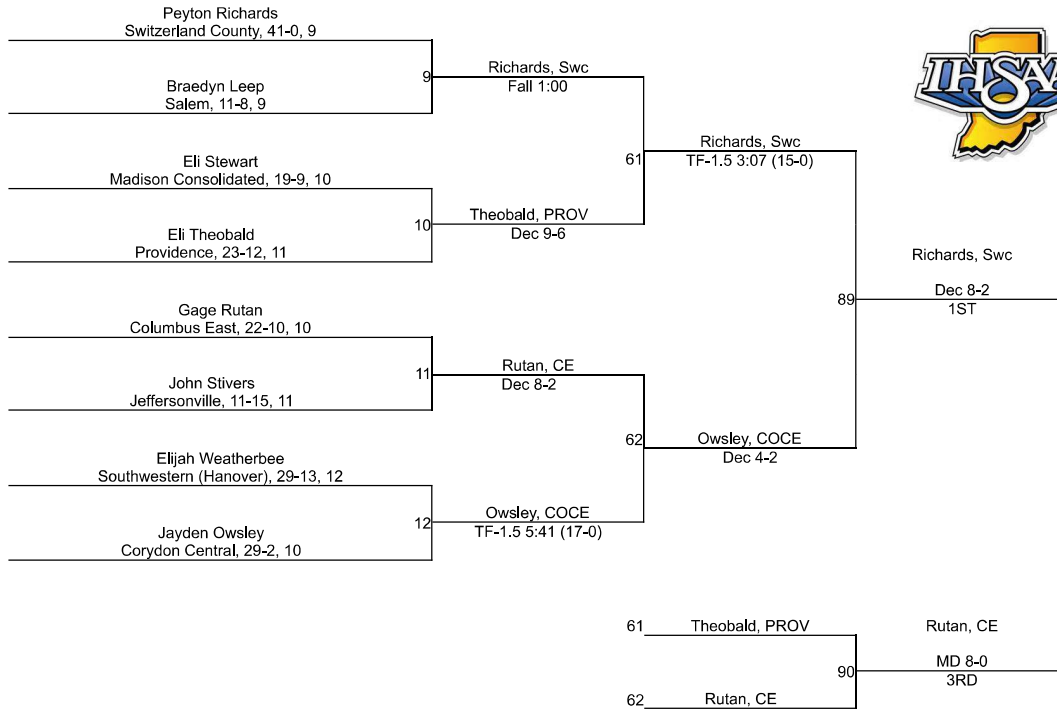 Peyton Richards
Switzerland County, 41-0, 9
9
Braedyn Leep
Salem, 11-8, 9
Richards, Swc
Fall 1:00
Eli Stewart
Madison Consolidated, 19-9, 10
10
Eli Theobald
Providence, 23-12, 11
Theobald, PROV
Dec 9-6
61
Richards, Swc
TF-1.5 3:07 (15-0)
Gage Rutan
Columbus East, 22-10, 10
11
John Stivers
Jeffersonville, 11-15, 11
Rutan, CE
Dec 8-2
Elijah Weatherbee
Southwestern (Hanover), 29-13, 12
12
Jayden Owsley
Corydon Central, 29-2, 10
Owsley, COCE
TF-1.5 5:41 (17-0)
62
Owsley, COCE
Dec 4-2
89
Richards, Swc
Dec 8-2
1ST
61
Theobald, PROV
62
Rutan, CE
90
Rutan, CE
MD 8-0
3RD
IHSAA